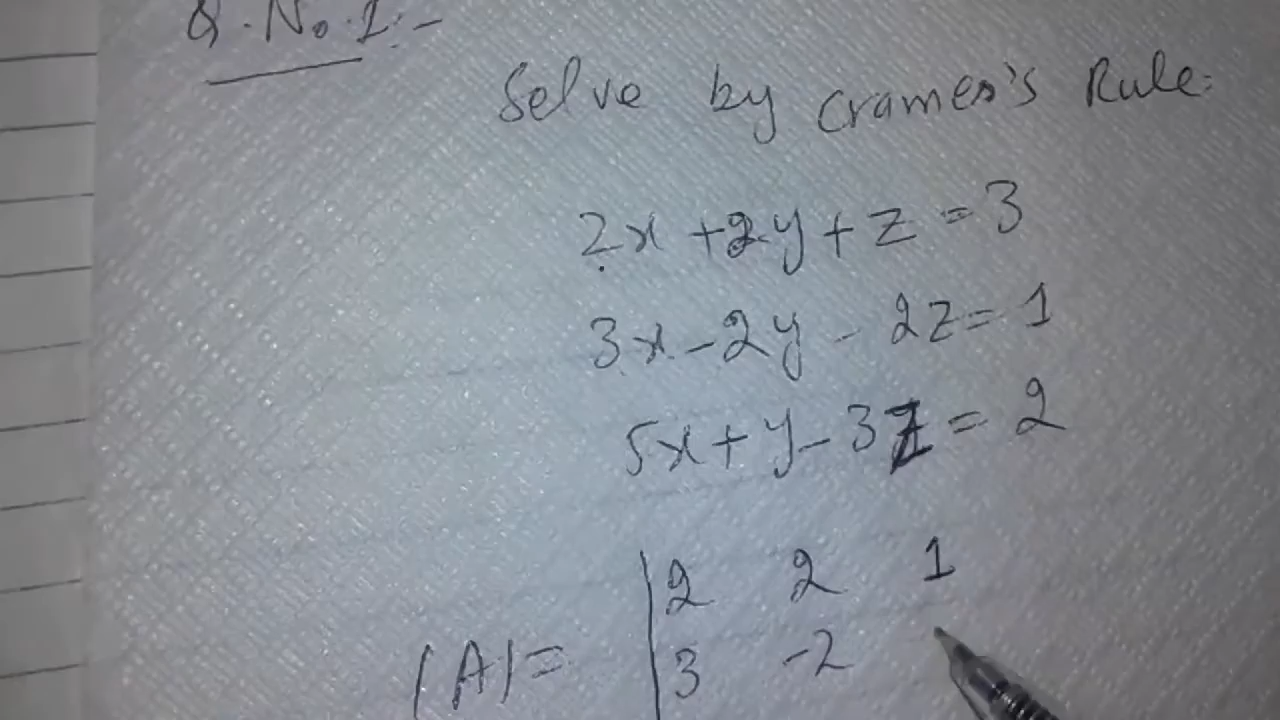 Q.No.1:-
Solve by Cramer's Rule:
2x+2y+z=3
3x-2y-2z=1
5x+y-3z=2
|A|= |2 2 1
3 -2